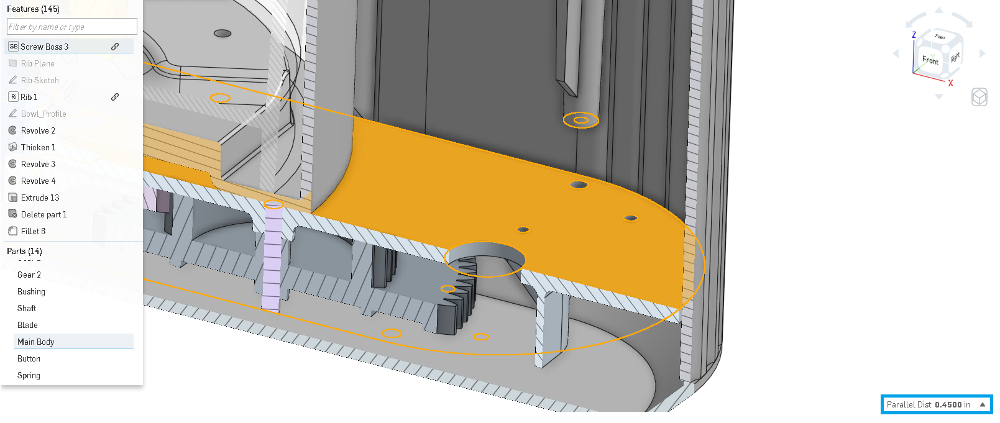 Features (145)
Filter by name or type
SB Screw Boss 3
Rib Plane
Rib Sketch
Ri Rib 1
Bowl_Profile
Revolve 2
Thicken 1
Revolve 3
Revolve 4
Extrude 13
Delete part 1
Fillet 8
Parts (14)
Gear 2
Bushing
Shaft
Blade
Main Body
Button
Spring
Z
Top
Y
Front
Right
X
Parallel Dist: 0.4500 in